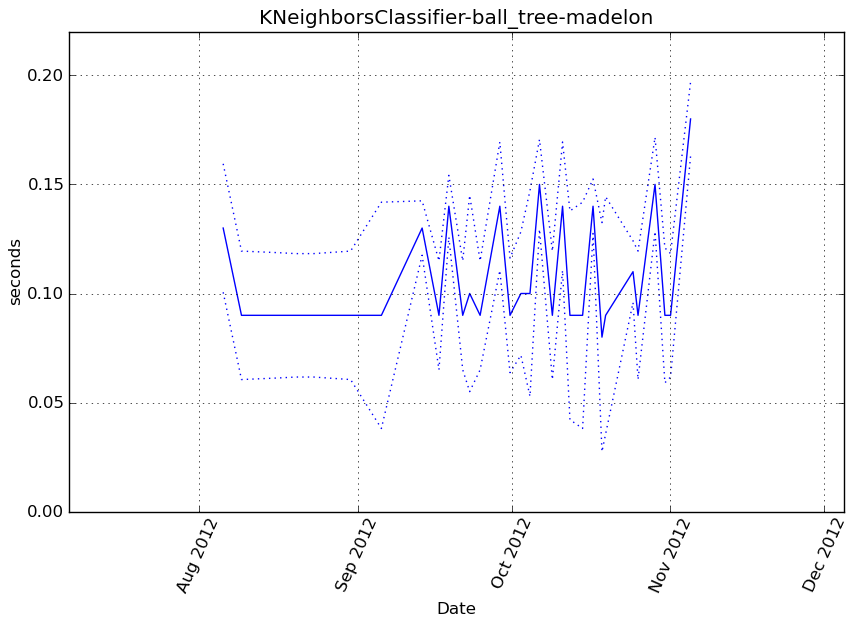 KNeighborsClassifier-ball_tree-madelon
seconds
0.20
0.15
0.10
0.05
0.00
Aug 2012
Sep 2012
Oct 2012
Nov 2012
Dec 2012
Date